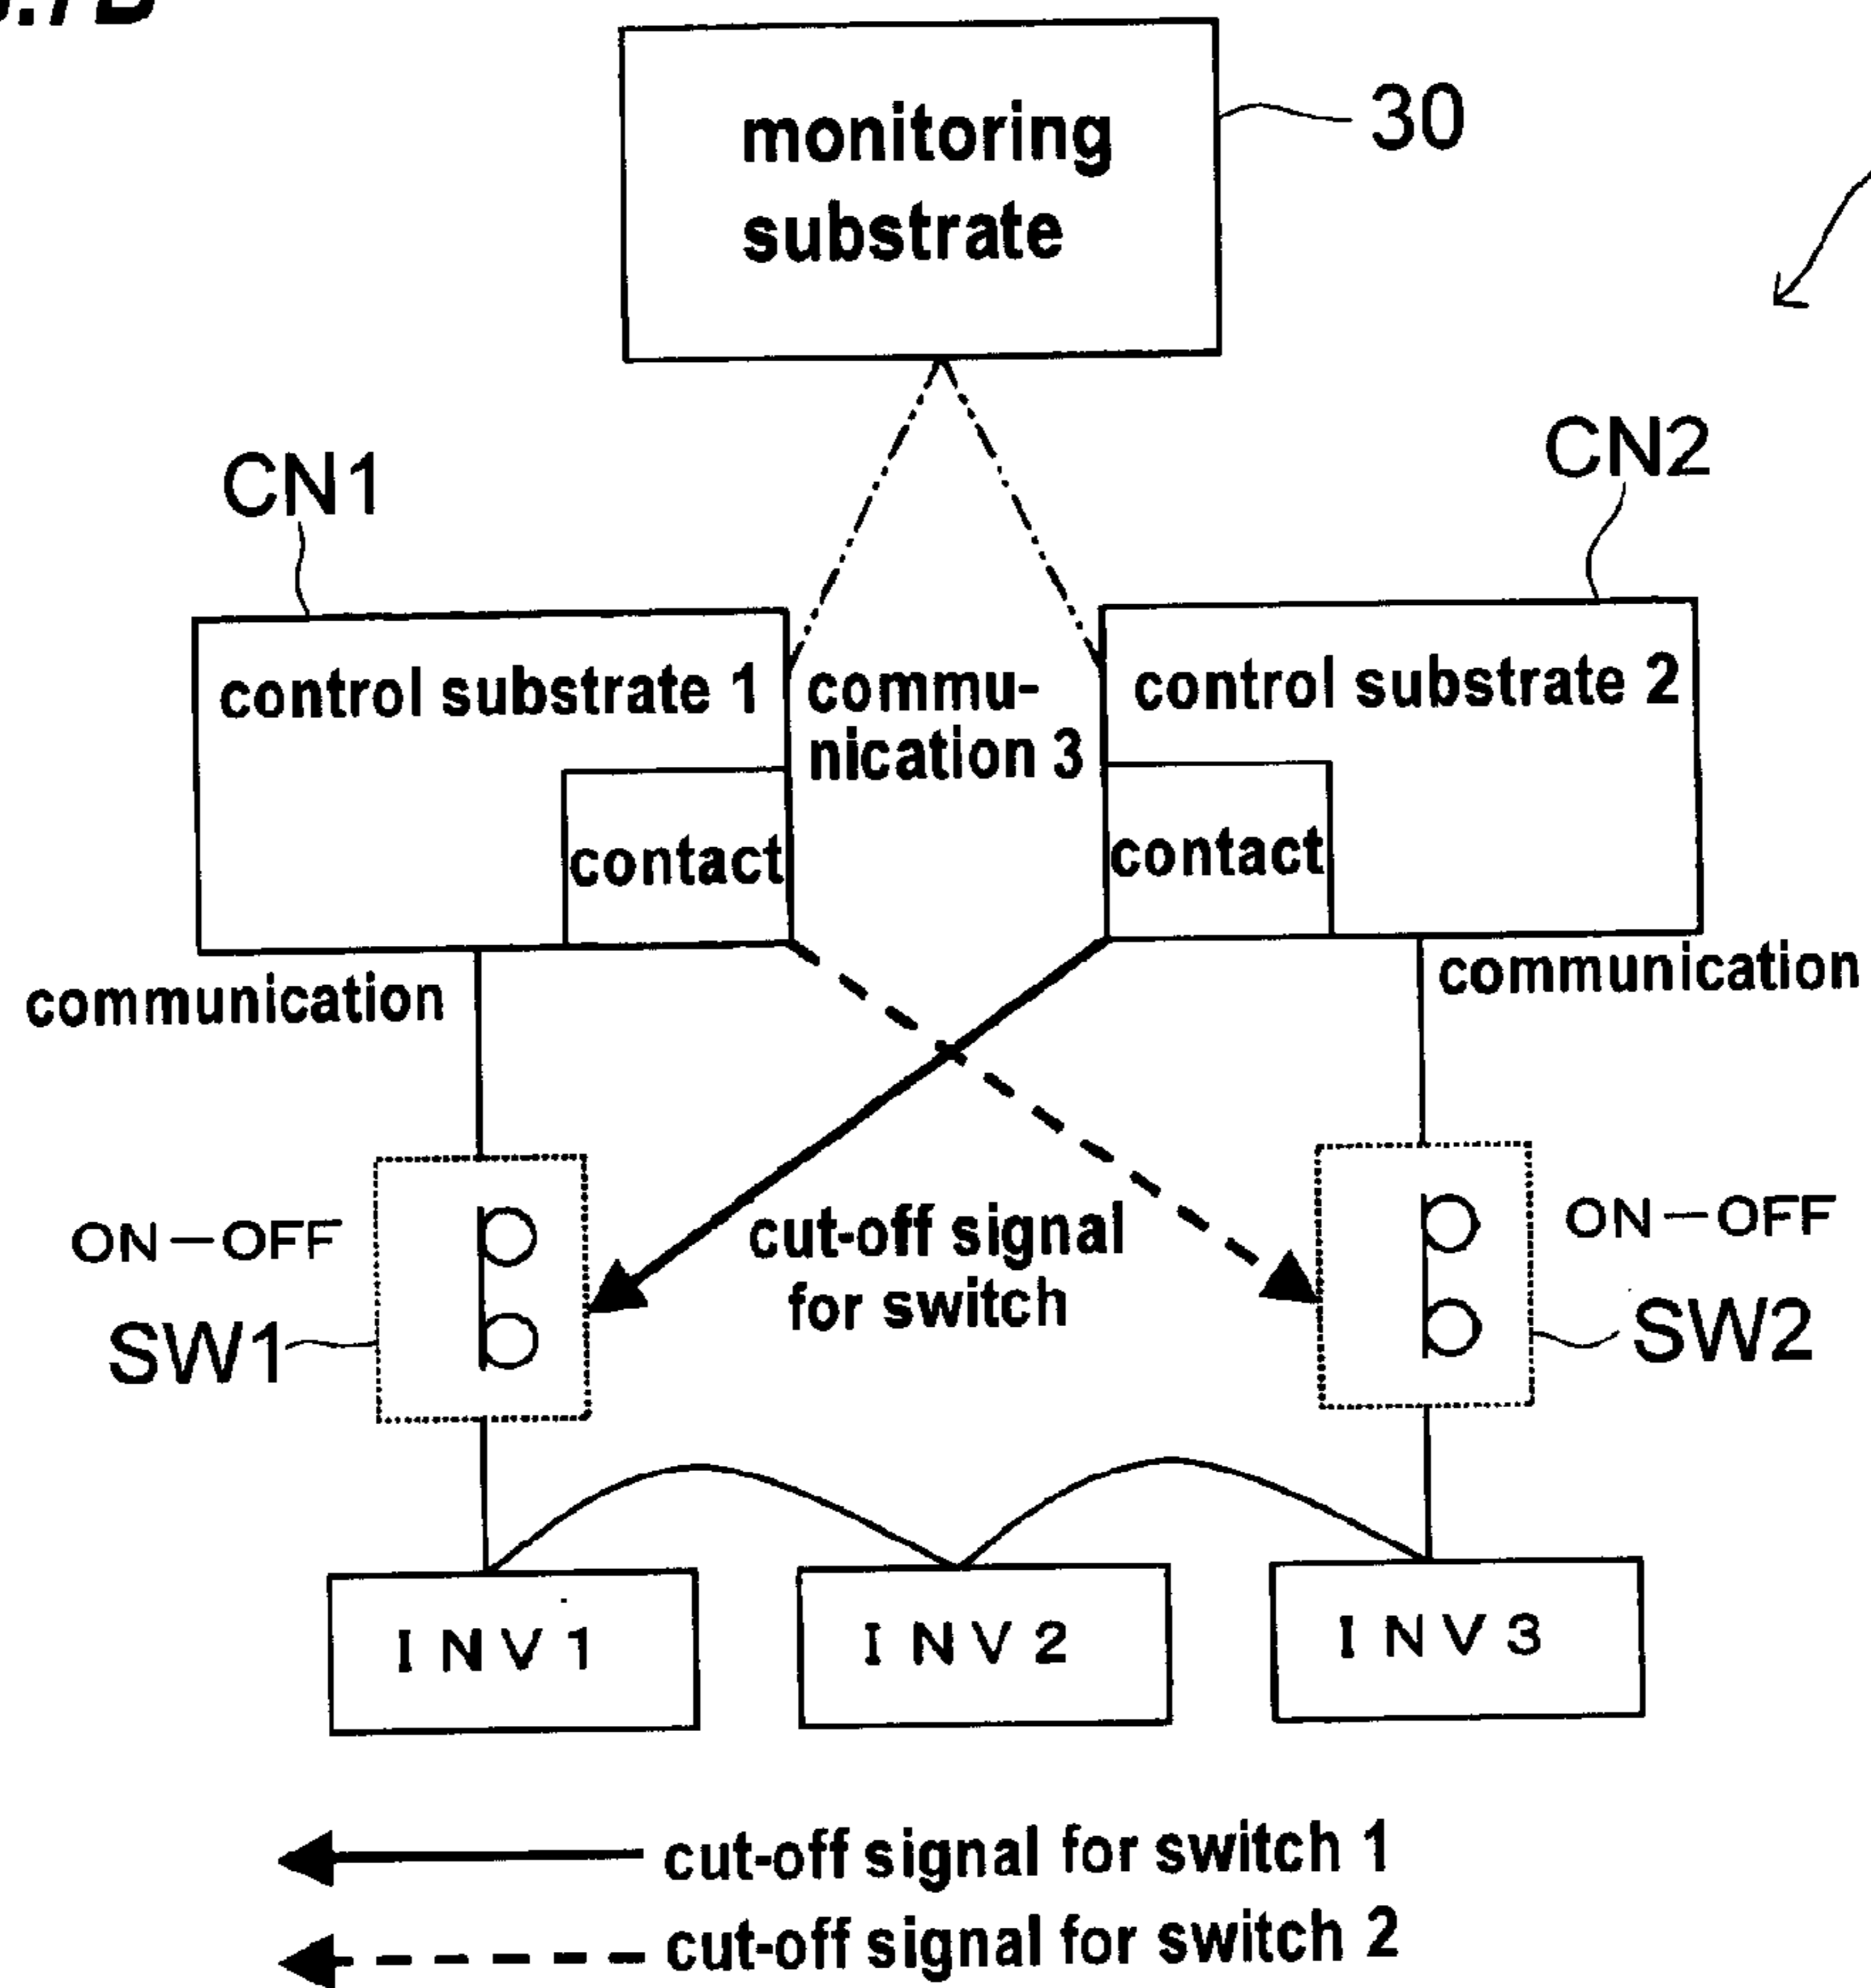 monitoring
substrate
30
CN1
CN2
control substrate 1
commu-
nication 3
control substrate 2
contact
contact
communication
communication
ON-OFF
SW1
cut-off signal
for switch
ON-OFF
SW2
INV1
INV2
INV3
cut-off signal for switch 1
cut-off signal for switch 2